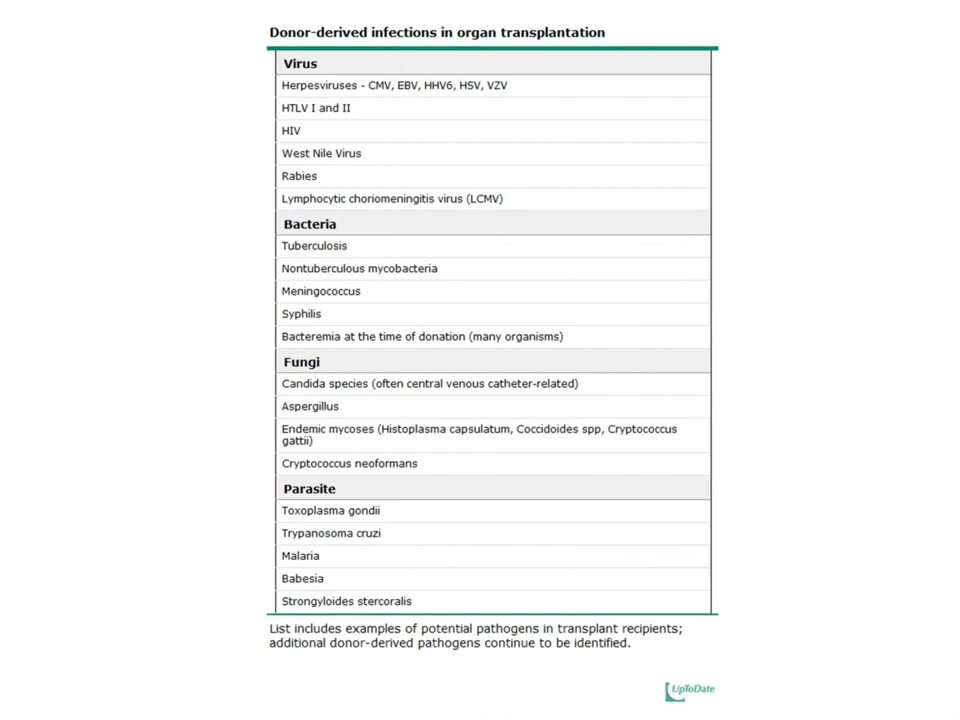 Donor-derived infections in organ transplantation
Virus
Herpesviruses - CMV, EBV, HHV6, HSV, VZV
HTLV I and II
HIV
West Nile Virus
Rabies
Lymphocytic choriomeningitis virus (LCMV)
Bacteria
Tuberculosis
Nontuberculous mycobacteria
Meningococcus
Syphilis
Bacteremia at the time of donation (many organisms)
Fungi
Candida species (often central venous catheter-related)
Aspergillus
Endemic mycoses (Histoplasma capsulatum, Coccidoides spp, Cryptococcus
gattii)
Cryptococcus neoformans
Parasite
Toxoplasma gondii
Trypanosoma cruzi
Malaria
Babesia
Strongyloides stercoralis
List includes examples of potential pathogens in transplant recipients;
additional donor-derived pathogens continue to be identified.
UpToDate